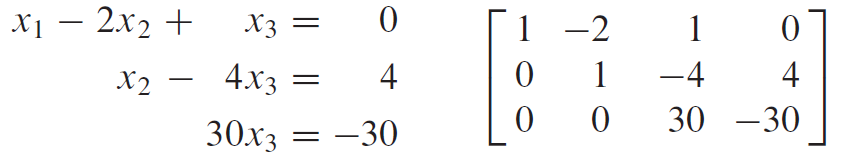 x₁ − 2x₂ + x₃ = 0
x₂ − 4x₃ = 4
30x₃ = −30
[ 1 −2 1 0 ]
[ 0 1 −4 4 ]
[ 0 0 30 −30 ]